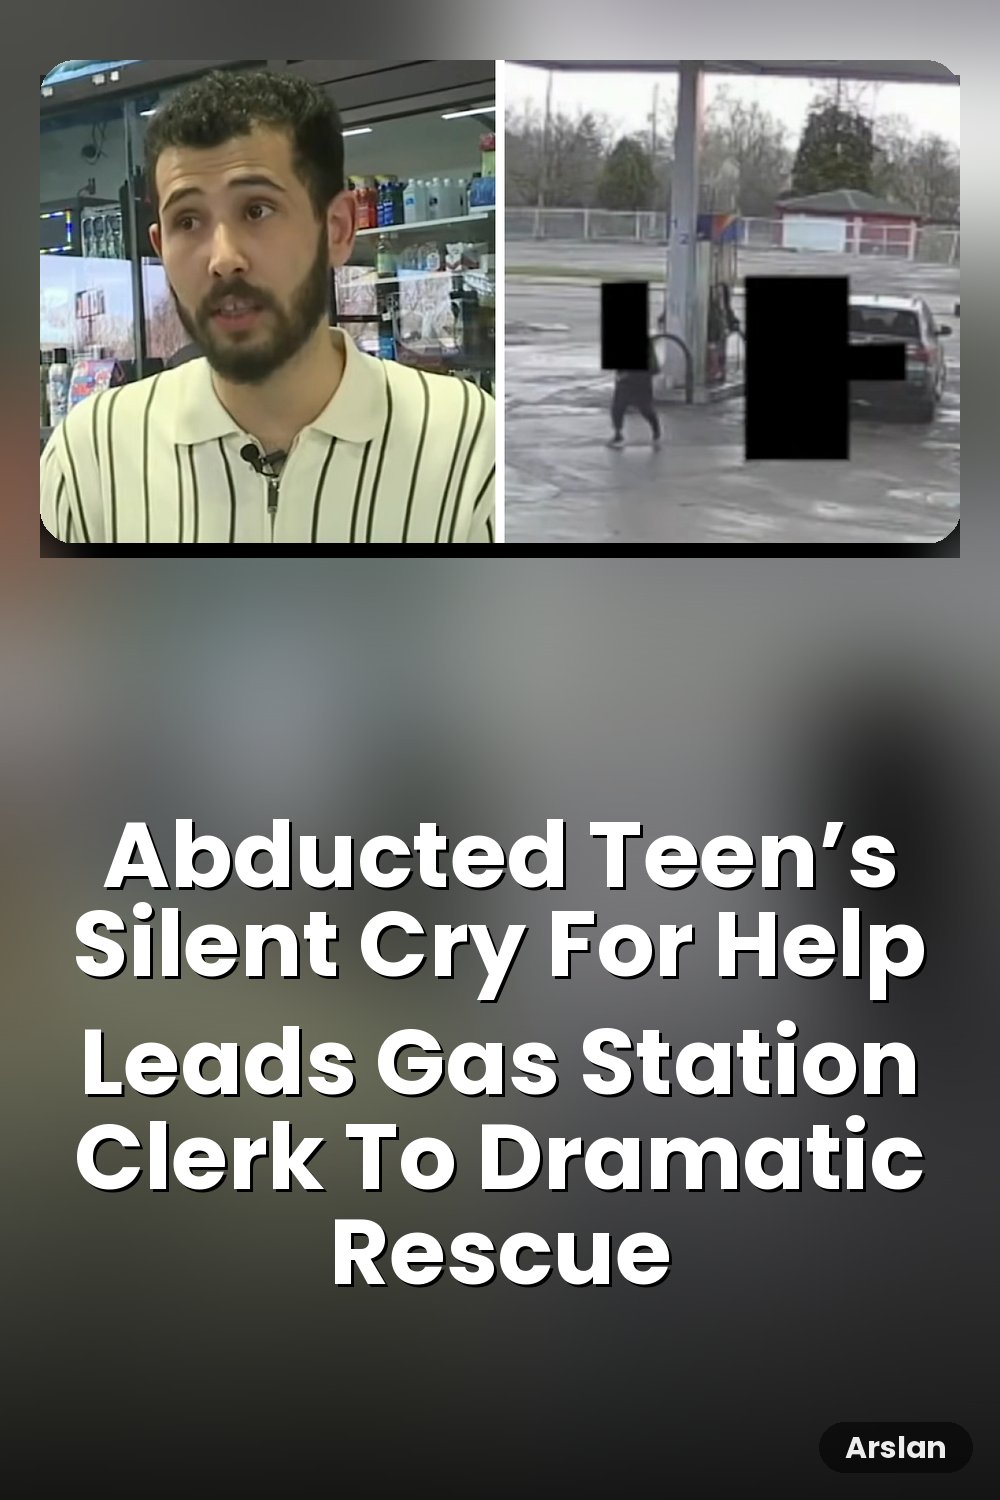 Abducted Teen’s
Silent Cry For Help
Leads Gas Station
Clerk To Dramatic
Rescue
Arslan